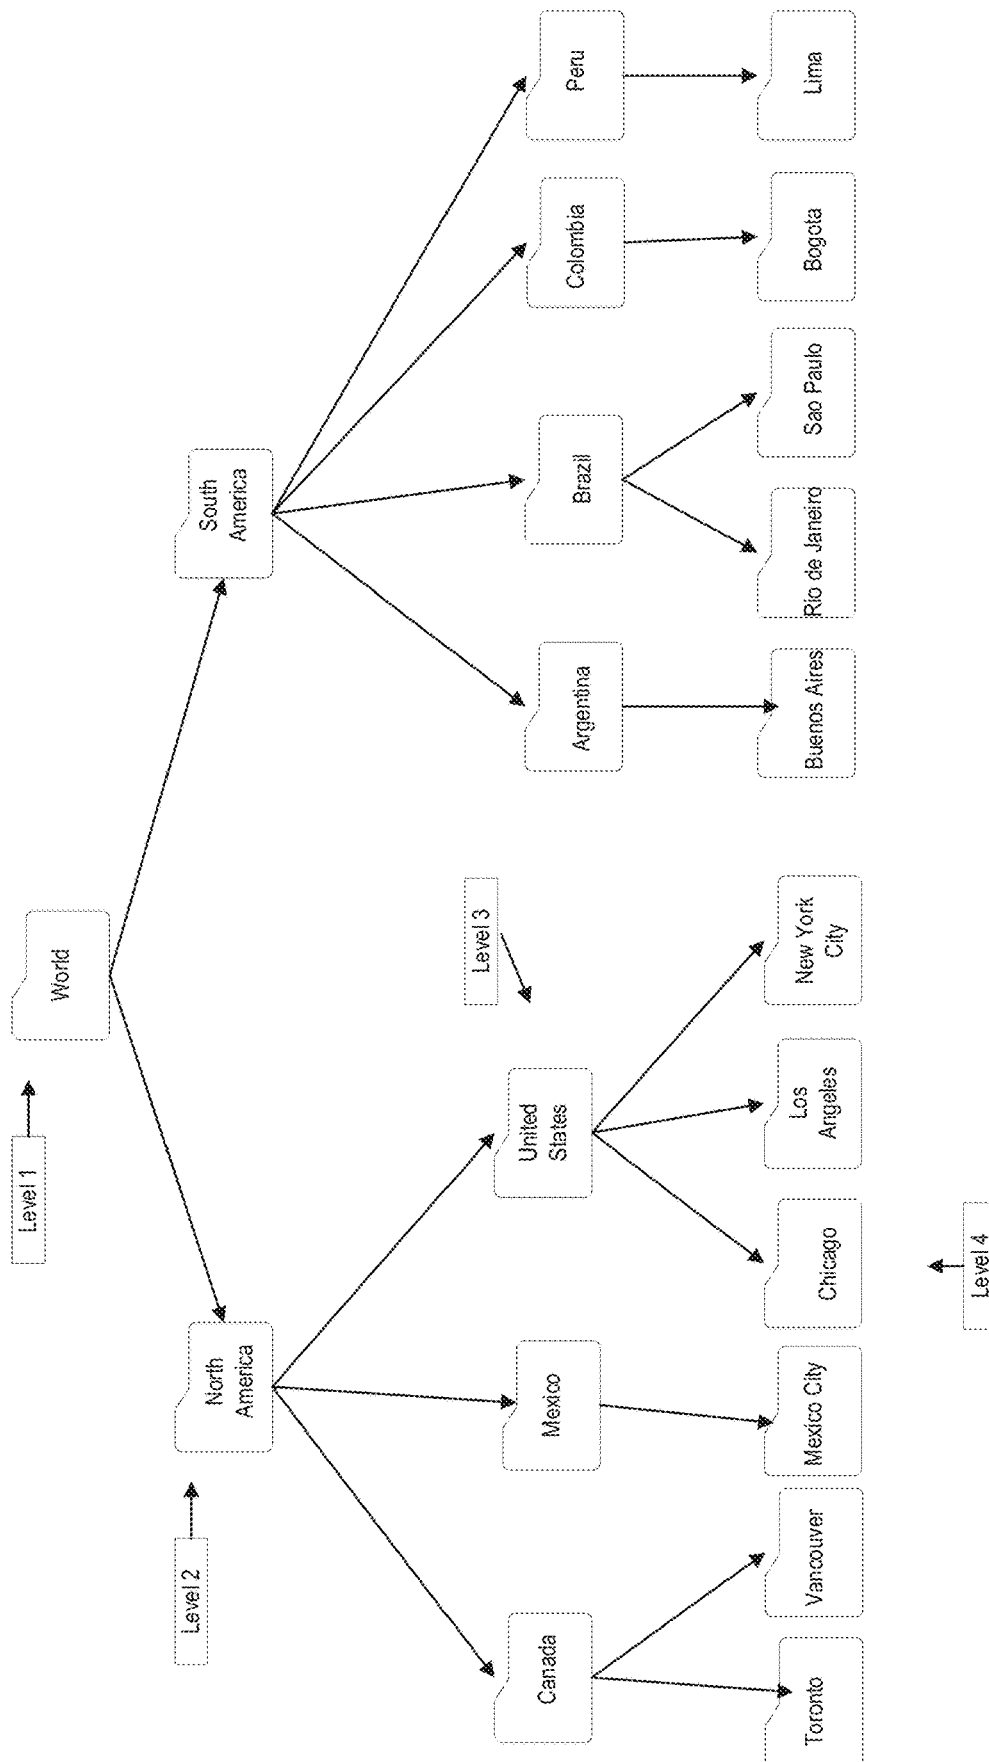 Level 1
World
Level 2
North
America
South
America
Level 3
Canada
Mexico
United
States
Argentina
Brazil
Colombia
Peru
Toronto
Vancouver
Mexico City
Chicago
Los
Angeles
New York
City
Buenos Aires
Rio de Janeiro
Sao Paulo
Bogota
Lima
Level 4